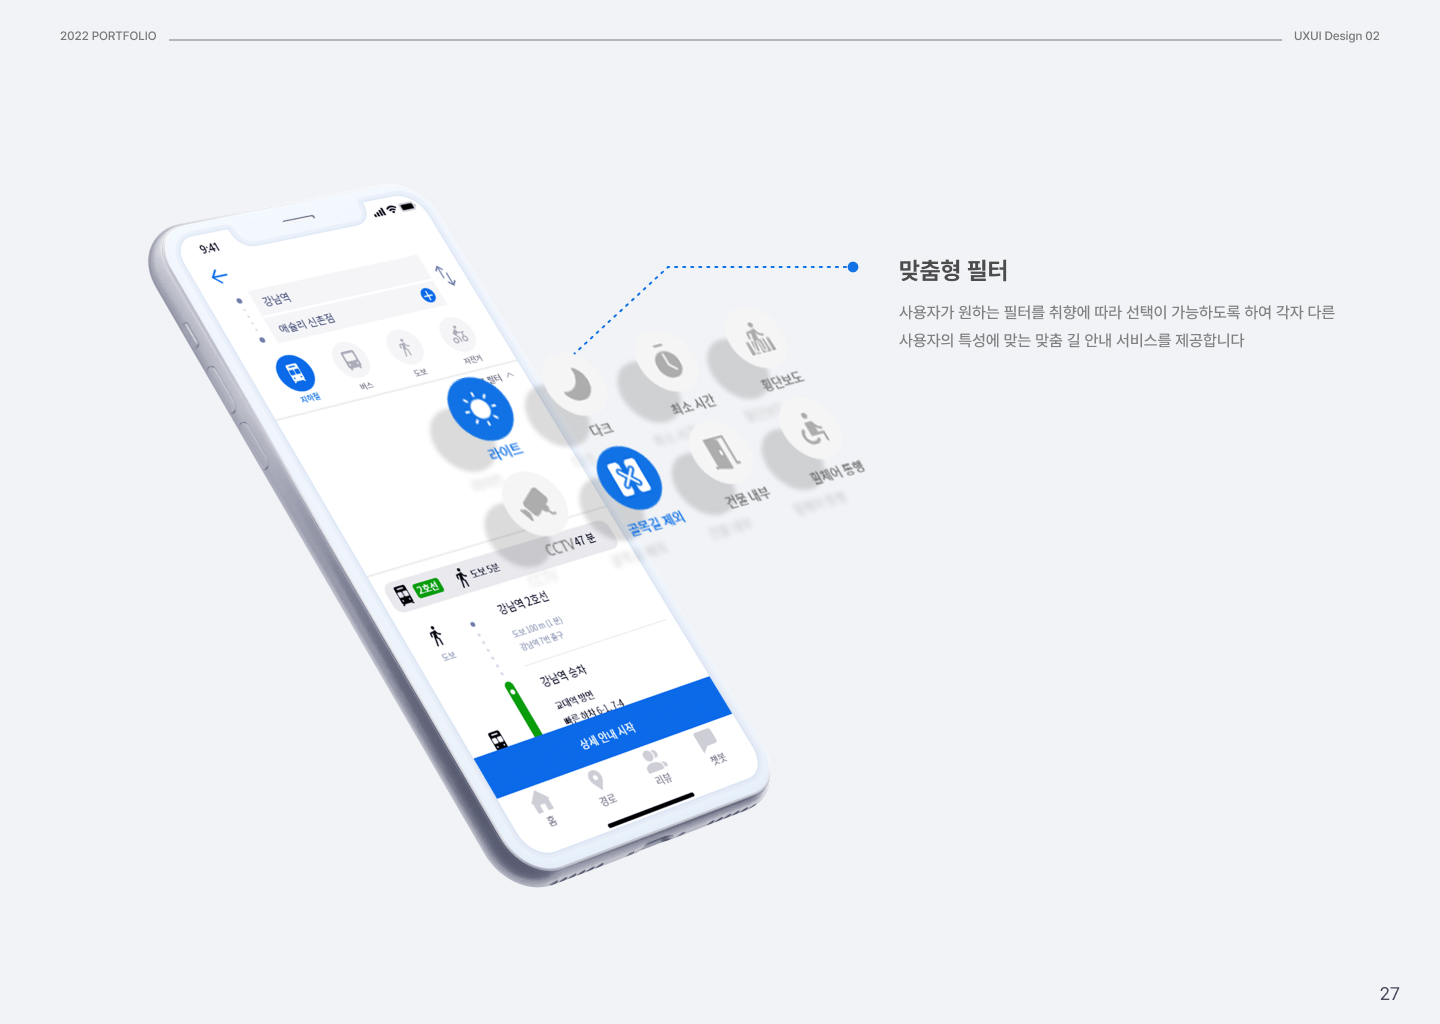 2022 PORTFOLIO
UXUI Design 02
9:41
강남역
애슐리 신촌점
지하철
버스
도보
자전거
필터
맞춤형 필터
사용자가 원하는 필터를 취향에 따라 선택이 가능하도록 하여 각자 다른
사용자의 특성에 맞는 맞춤 길 안내 서비스를 제공합니다
라이트
다크
최소 시간
횡단보도
CCTV
골목길 제외
건물 내부
휠체어 동행
2호선
도보 5분
47 분
강남역 2호선
도보 100 m (1 분)
강남역 7번 출구
도보
강남역 승차
교대역 방면
빠른 하차 6-1, 7-4
상세 안내 시작
홈
경로
리뷰
챗봇
27